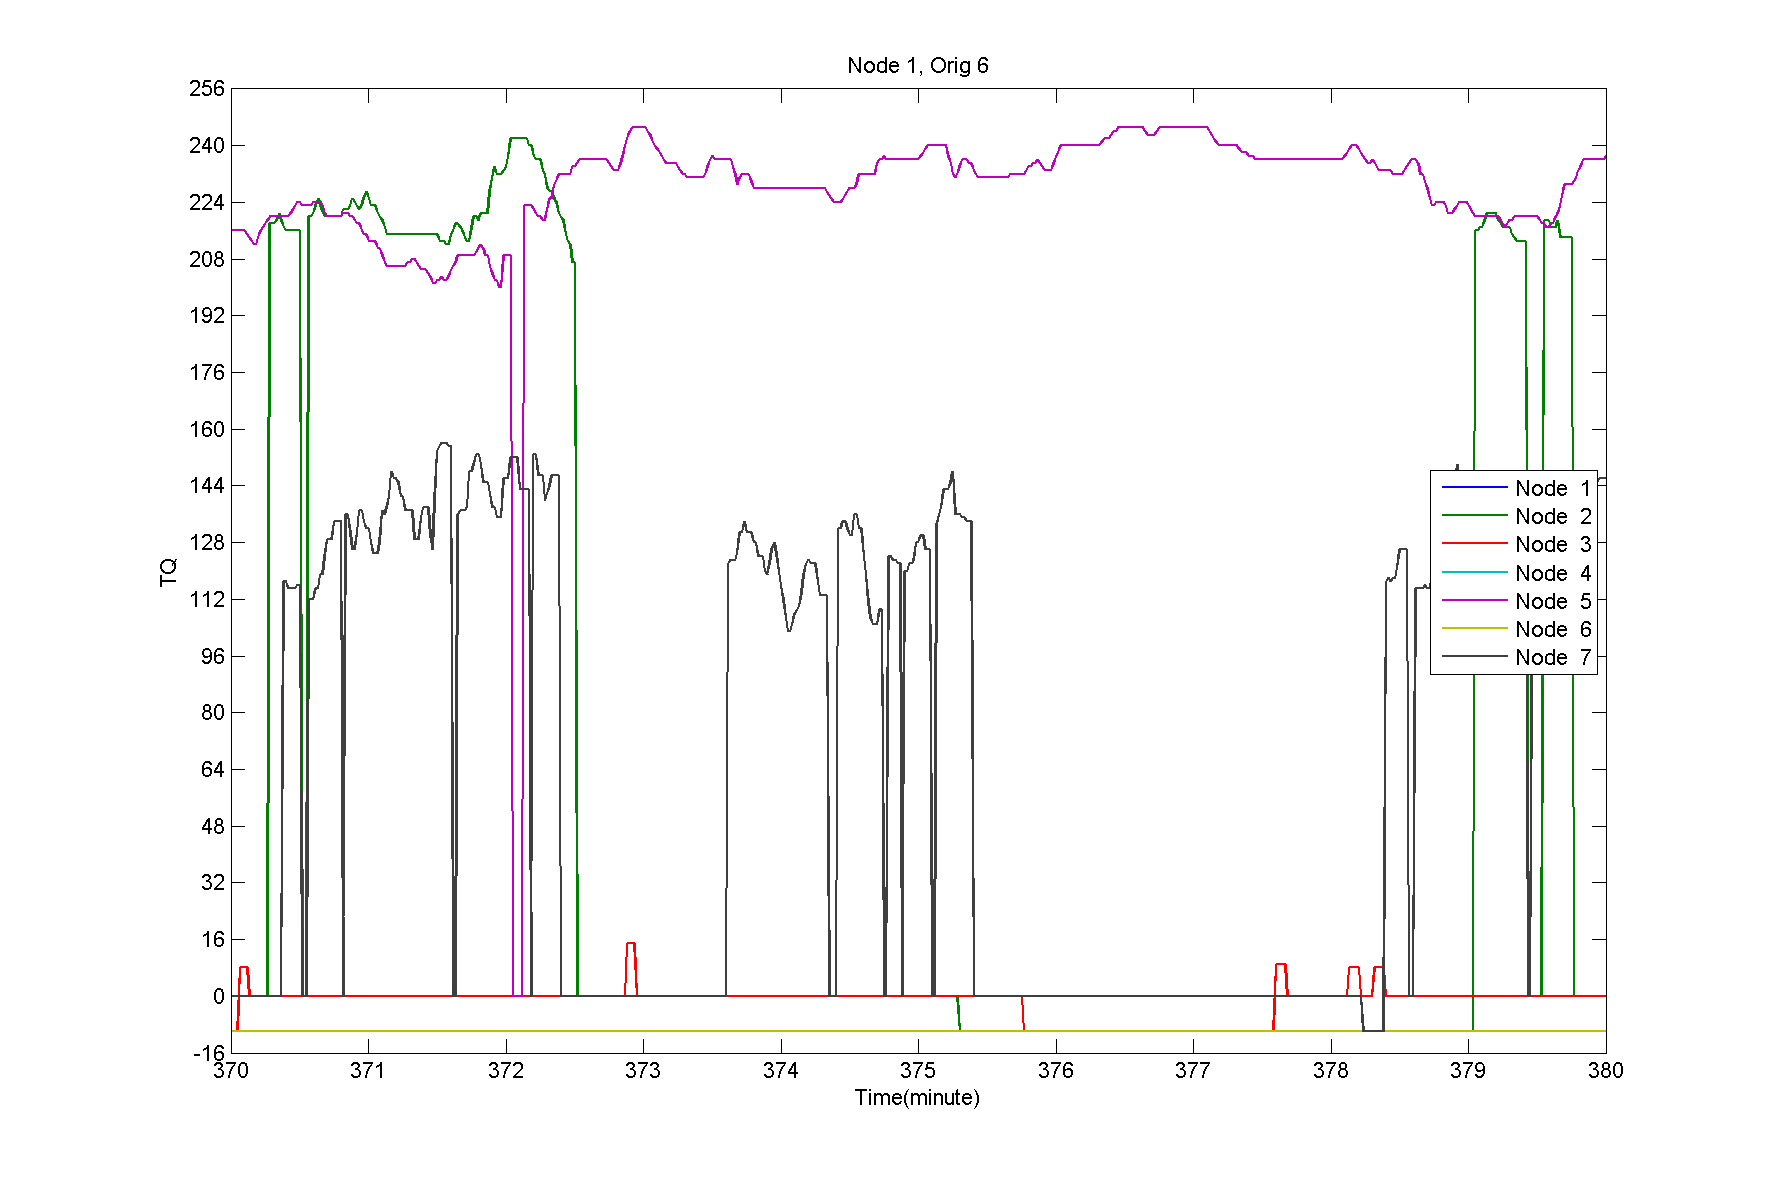 Node 1, Orig 6
256
240
224
208
192
176
160
144
128
112
96
80
64
48
32
16
0
-16
TQ
Node 1
Node 2
Node 3
Node 4
Node 5
Node 6
Node 7
370 371 372 373 374 375 376 377 378 379 380
Time(minute)